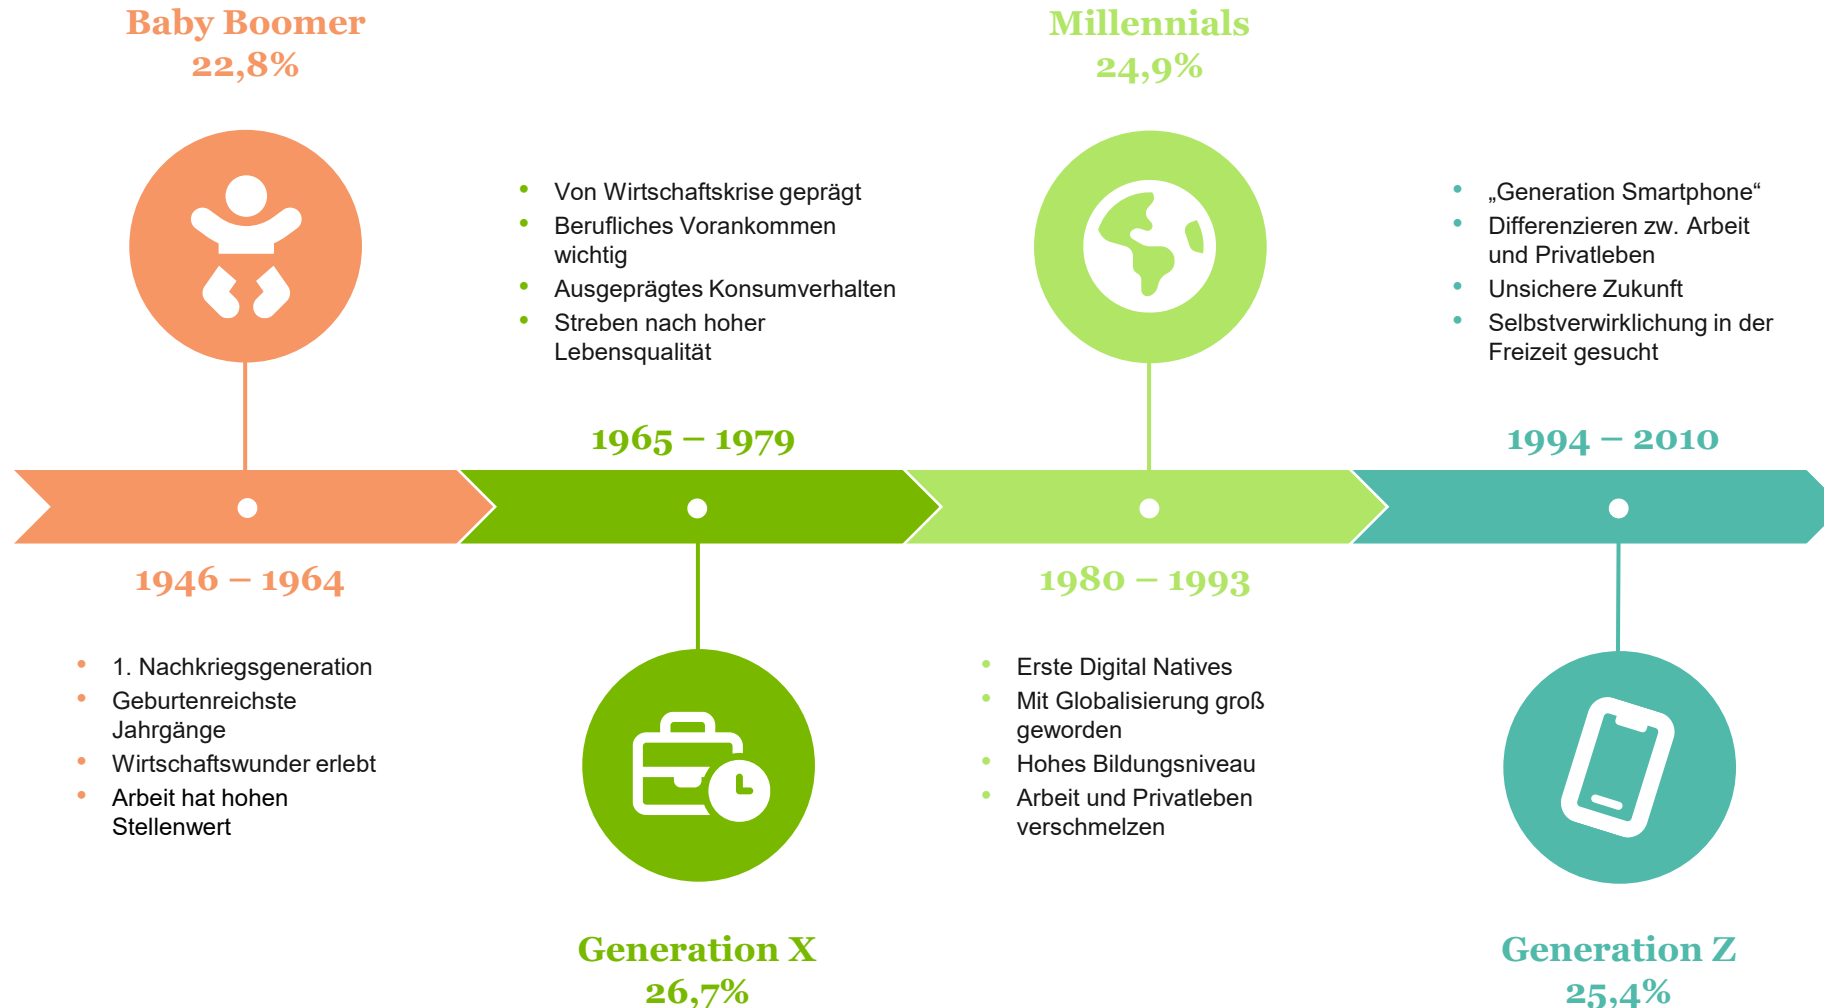 Baby Boomer
22,8%
1946 – 1964
• 1. Nachkriegsgeneration
• Geburtenreichste
Jahrgänge
• Wirtschaftswunder erlebt
• Arbeit hat hohen
Stellenwert
• Von Wirtschaftskrise geprägt
• Berufliches Vorankommen
wichtig
• Ausgeprägtes Konsumverhalten
• Streben nach hoher
Lebensqualität
1965 – 1979
Generation X
26,7%
Millennials
24,9%
1980 – 1993
• Erste Digital Natives
• Mit Globalisierung groß
geworden
• Hohes Bildungsniveau
• Arbeit und Privatleben
verschmelzen
• „Generation Smartphone“
• Differenzieren zw. Arbeit
und Privatleben
• Unsichere Zukunft
• Selbstverwirklichung in der
Freizeit gesucht
1994 – 2010
Generation Z
25,4%